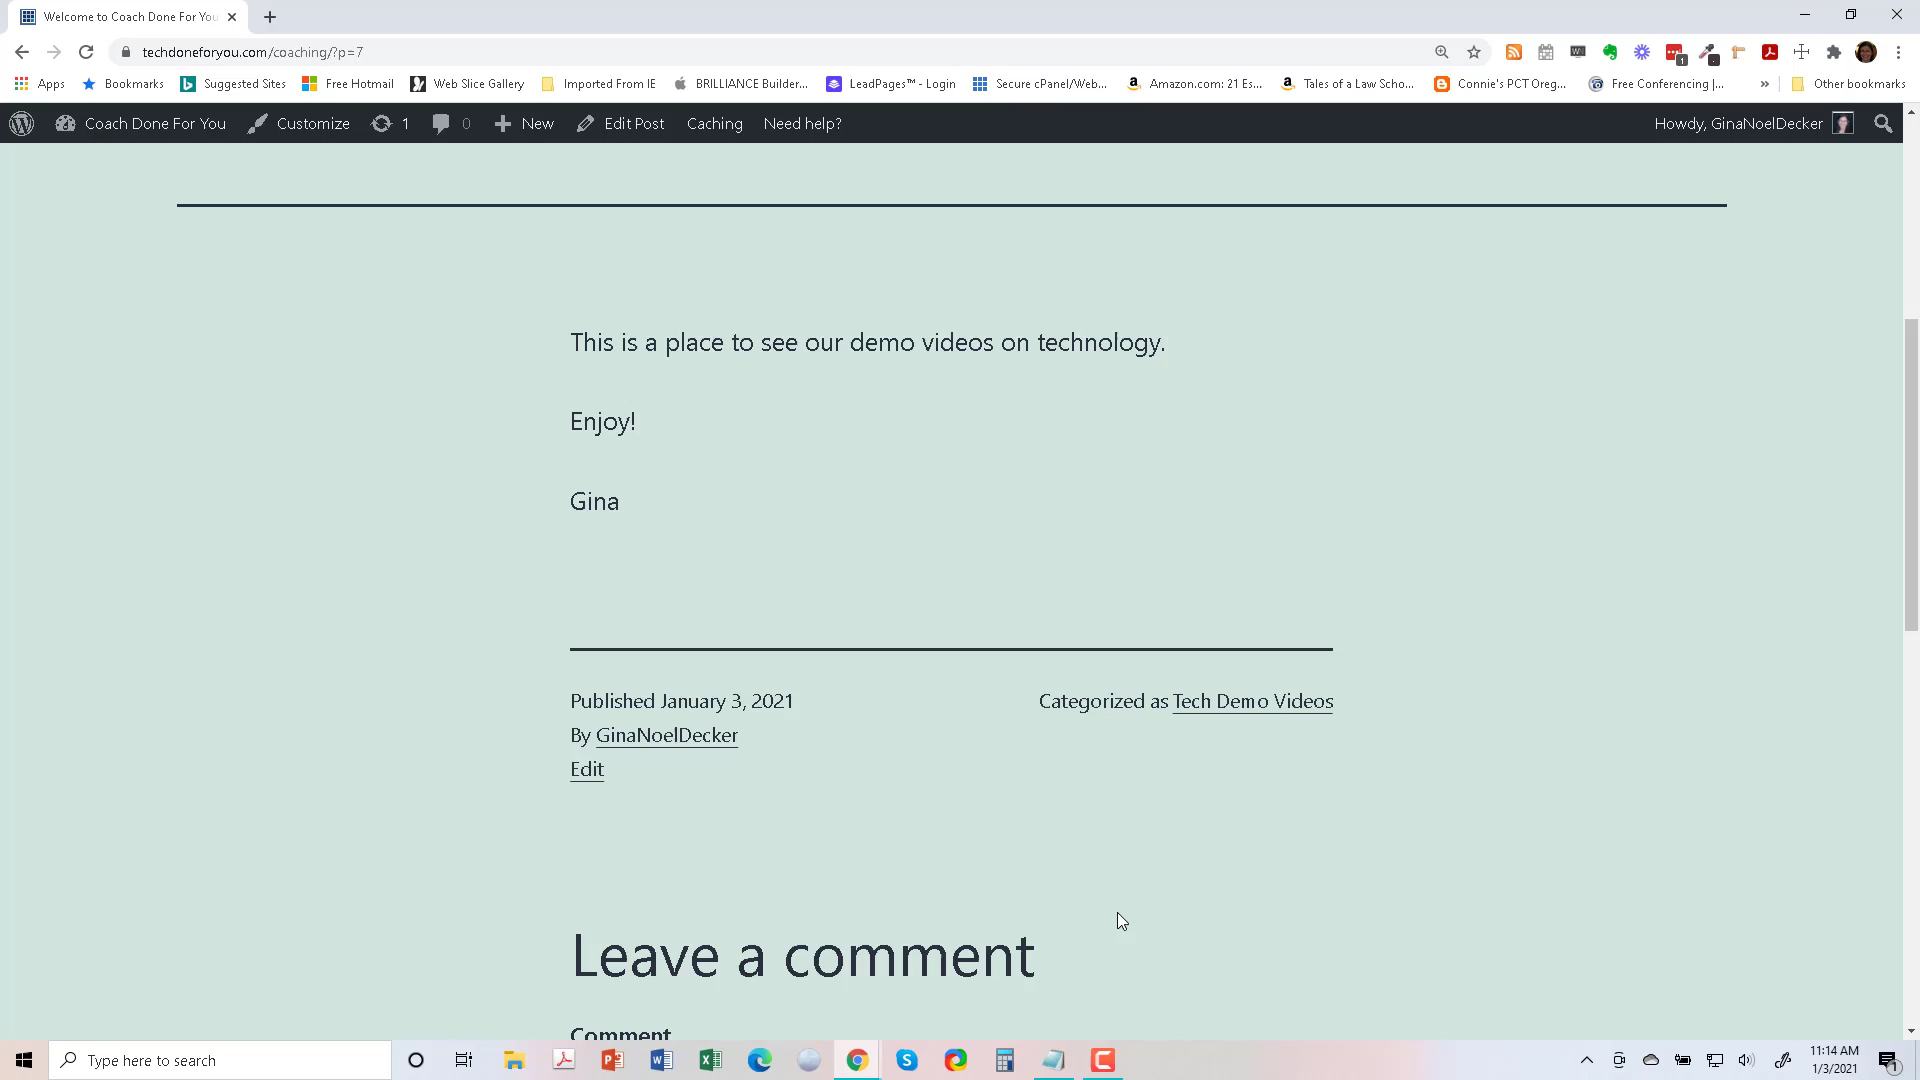 Welcome to Coach Done For You
techdoneforyou.com/coaching/?p=7
1
Apps Bookmarks Suggested Sites Free Hotmail Web Slice Gallery Imported From IE BRILLIANCE Builder... LeadPages™ - Login Secure cPanel/Web... Amazon.com: 21 Es... Tales of a Law Scho... Connie's PCT Oreg... Free Conferencing |... » Other bookmarks
Coach Done For You Customize 1 0 New Edit Post Caching Need help? Howdy, GinaNoelDecker
This is a place to see our demo videos on technology.
Enjoy!
Gina
Published January 3, 2021 Categorized as Tech Demo Videos
By GinaNoelDecker
Edit
Leave a comment
Comment
Type here to search
11:14 AM
1/3/2021
1